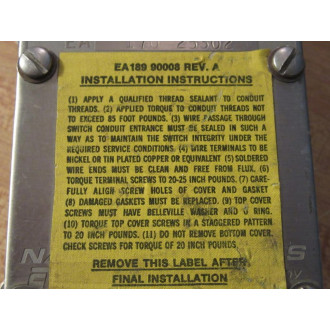 EA189 90008 REV. A
INSTALLATION INSTRUCTIONS
(1) APPLY A QUALIFIED THREAD SEALANT TO CONDUIT
THREADS. (2) APPLIED TORQUE TO CONDUIT THREADS NOT
TO EXCEED 85 FOOT POUNDS. (3) WIRE PASSAGE THROUGH
SWITCH CONDUIT ENTRANCE MUST BE SEALED IN SUCH A
WAY AS TO MAINTAIN THE SWITCH INTEGRITY UNDER THE
REQUIRED SERVICE CONDITIONS. (4) WIRE TERMINALS TO BE
NICKEL OR TIN PLATED COPPER OR EQUIVALENT (5) SOLDERED
WIRE ENDS MUST BE CLEAN AND FREE FROM FLUX. (6)
TORQUE TERMINAL SCREWS TO 20-25 INCH POUNDS. (7) CARE-
FULLY ALIGH SCREW HOLES OF COVER AND GASKET
(8) DAMAGED GASKETS MUST BE REPLACED. (9) TOP COVER
SCREWS MUST HAVE BELLEVILLE WASHER AND O RING.
(10) TORQUE TOP COVER SCREWS IN A STAGGERED PATTERN
TO 20 INCH POUNDS. (11) DO NOT REMOVE BOTTOM COVER.
CHECK SCREWS FOR TORQUE OF 20 INCH POUNDS.
REMOVE THIS LABEL AFTER
FINAL INSTALLATION